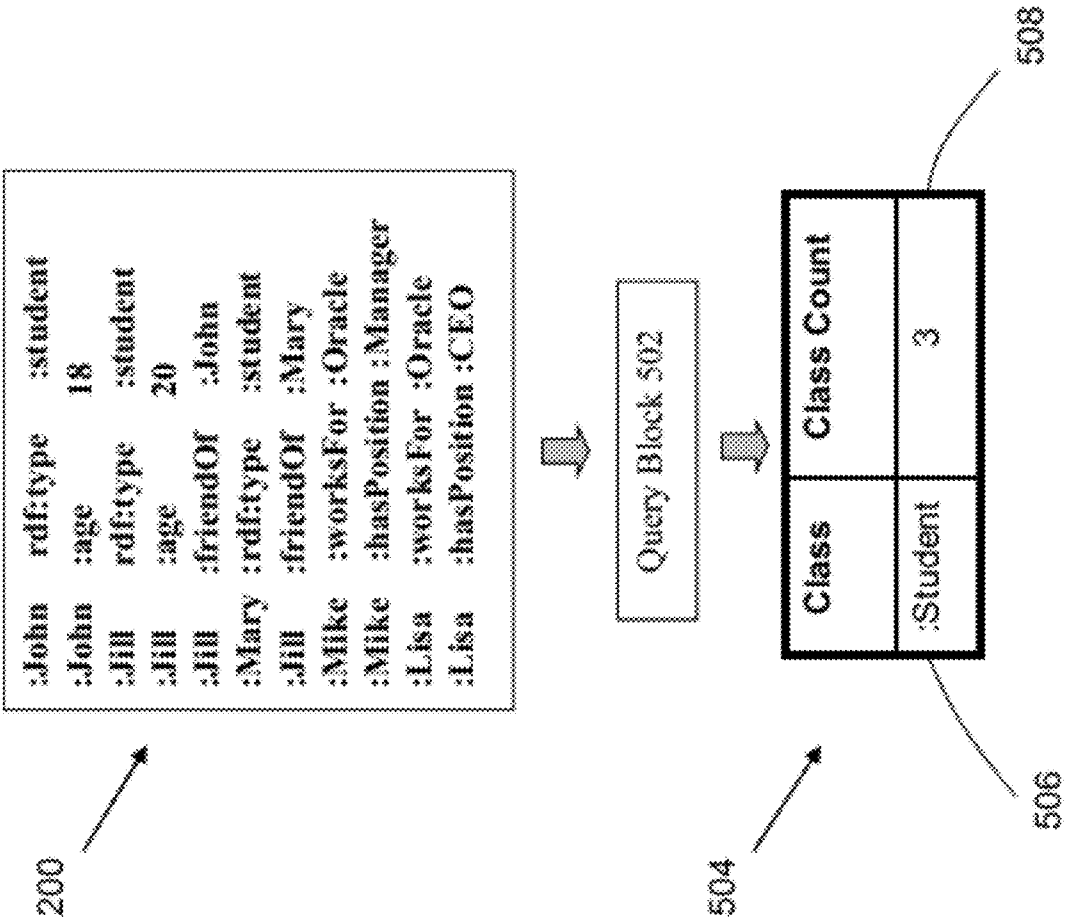 200
:John rdf:type :student
:John :age 18
:Jill rdf:type :student
:Jill :age 20
:Jill :friendOf :John
:Mary :rdf:type :student
:Jill :friendOf :Mary
:Mike :worksFor :Oracle
:Mike :hasPosition :Manager
:Lisa :worksFor :Oracle
:Lisa :hasPosition :CEO
Query Block 502
504
Class Class Count
:Student 3
506
508